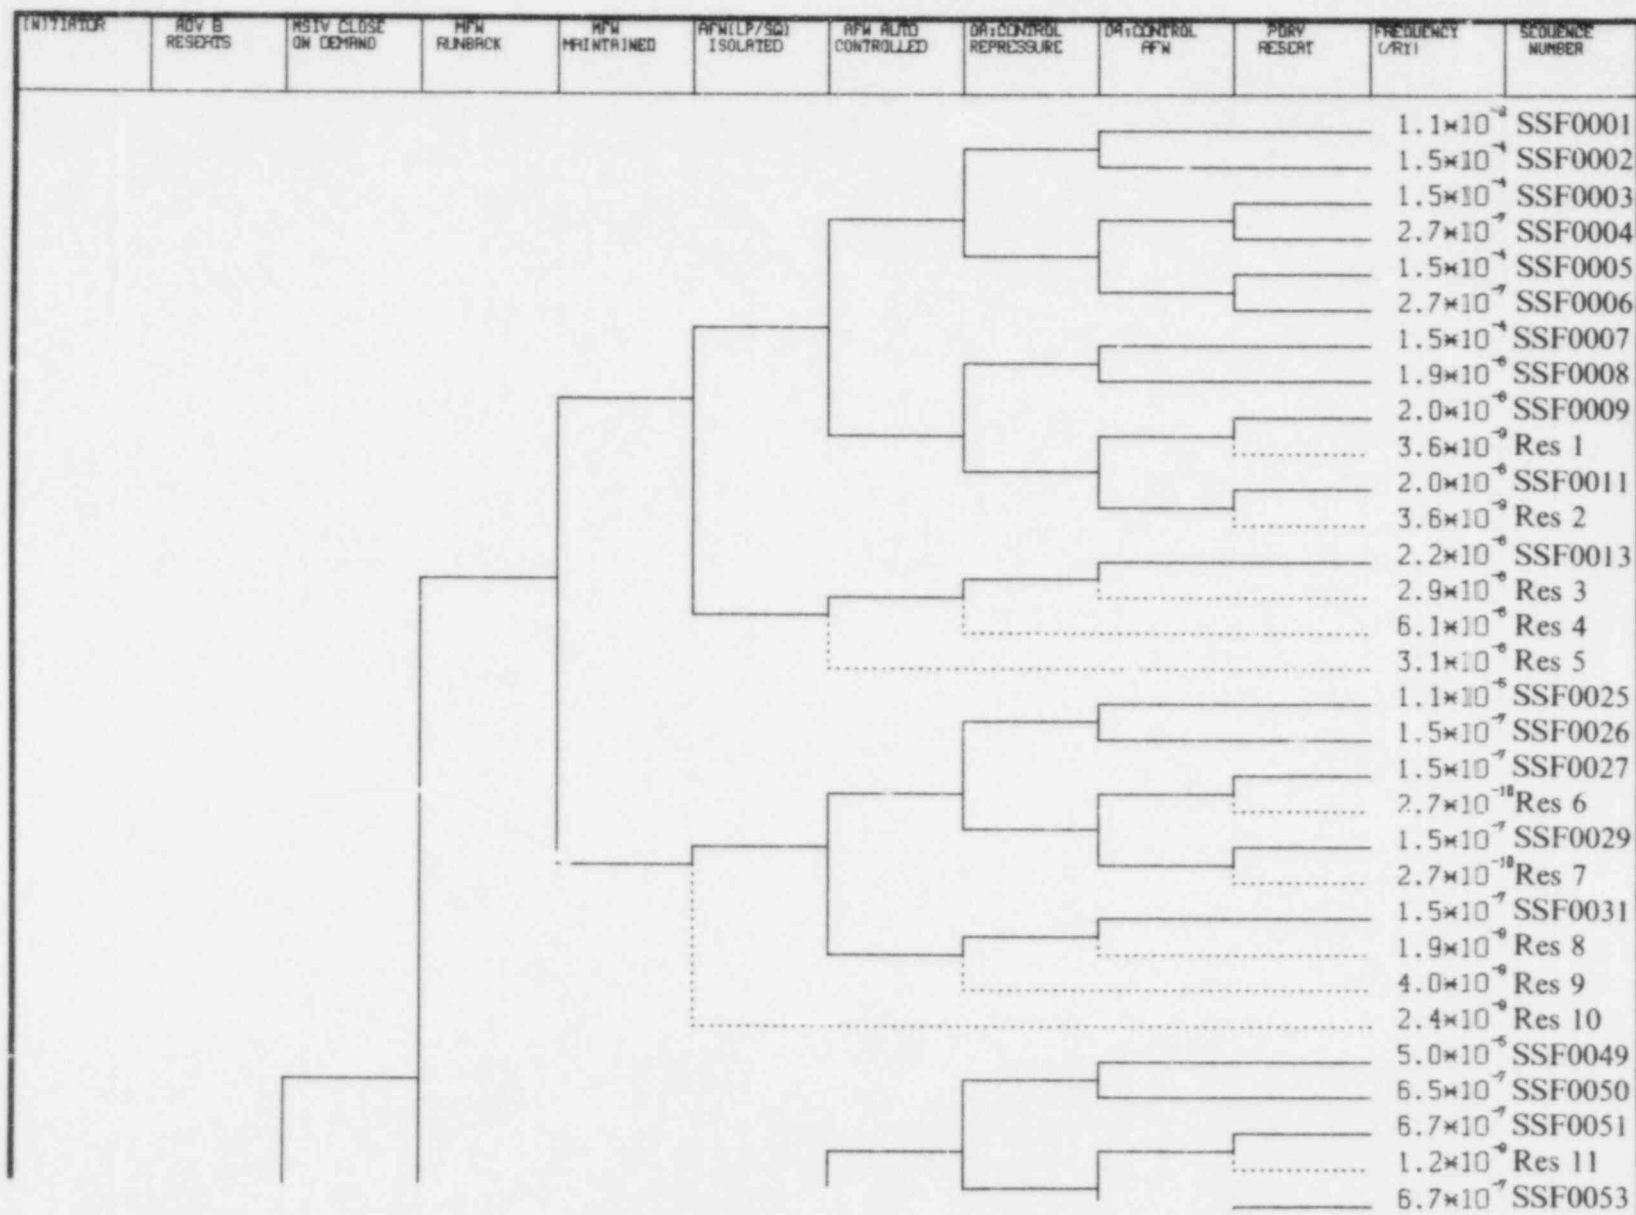 INITIATOR
ADV B RESEATS
MSIV CLOSE ON DEMAND
MFW RUNBACK
MFW MAINTAINED
AFW(LP/SG) ISOLATED
AFW AUTO CONTROLLED
OA:CONTROL REPRESSURE
OA:CONTROL AFW
PORV RESEAT
FREQUENCY (/RY)
SEQUENCE NUMBER
1.1*10⁻² SSF0001
1.5*10⁻⁴ SSF0002
1.5*10⁻⁴ SSF0003
2.7*10⁻⁷ SSF0004
1.5*10⁻⁴ SSF0005
2.7*10⁻⁷ SSF0006
1.5*10⁻⁴ SSF0007
1.9*10⁻⁶ SSF0008
2.0*10⁻⁶ SSF0009
3.6*10⁻⁹ Res 1
2.0*10⁻⁶ SSF0011
3.6*10⁻⁹ Res 2
2.2*10⁻⁶ SSF0013
2.9*10⁻⁸ Res 3
6.1*10⁻⁸ Res 4
3.1*10⁻⁸ Res 5
1.1*10⁻⁵ SSF0025
1.5*10⁻⁷ SSF0026
1.5*10⁻⁷ SSF0027
2.7*10⁻¹⁰ Res 6
1.5*10⁻⁷ SSF0029
2.7*10⁻¹⁰ Res 7
1.5*10⁻⁷ SSF0031
1.9*10⁻⁹ Res 8
4.0*10⁻⁹ Res 9
2.4*10⁻⁹ Res 10
5.0*10⁻⁵ SSF0049
6.5*10⁻⁷ SSF0050
6.7*10⁻⁷ SSF0051
1.2*10⁻⁹ Res 11
6.7*10⁻⁷ SSF0053